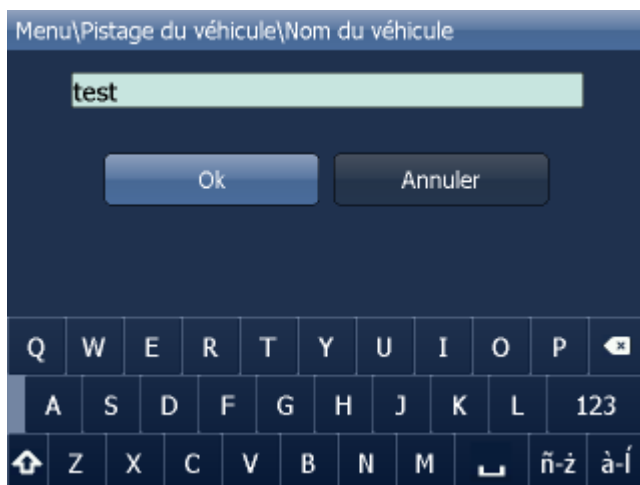 Menu\Pistage du véhicule\Nom du véhicule
test
Ok Annuler
Q W E R T Y U I O P
A S D F G H J K L 123
Z X C V B N M ñ-ż à-Í